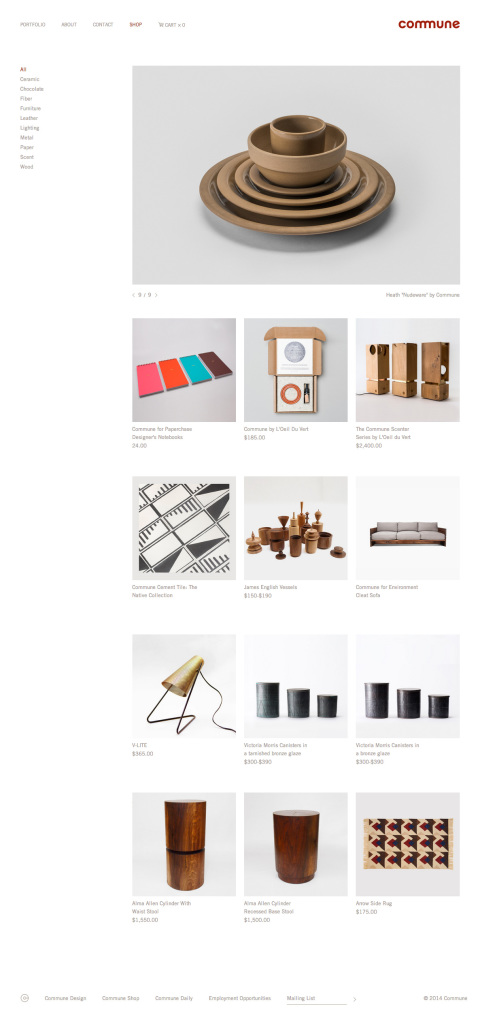 PORTFOLIO ABOUT CONTACT SHOP CART × 0
commune
All
Ceramic
Chocolate
Fiber
Furniture
Leather
Lighting
Metal
Paper
Scent
Wood
9 / 9
Heath "Nudeware" by Commune
Commune for Paperchase
Designer's Notebooks
24.00
Commune by L'Oeil Du Vert
$185.00
The Commune Scenter
Series by L'Oeil du Vert
$2,400.00
Commune Cement Tile: The
Native Collection
James English Vessels
$150-$190
Commune for Environment
Cleat Sofa
V-LITE
$365.00
Victoria Morris Canisters in
a tarnished bronze glaze
$300-$390
Victoria Morris Canisters in
a bronze glaze
$300-$390
Alma Allen Cylinder With
Waist Stool
$1,550.00
Alma Allen Cylinder
Recessed Base Stool
$1,500.00
Arrow Side Rug
$175.00
Commune Design Commune Shop Commune Daily Employment Opportunities Mailing List
© 2014 Commune